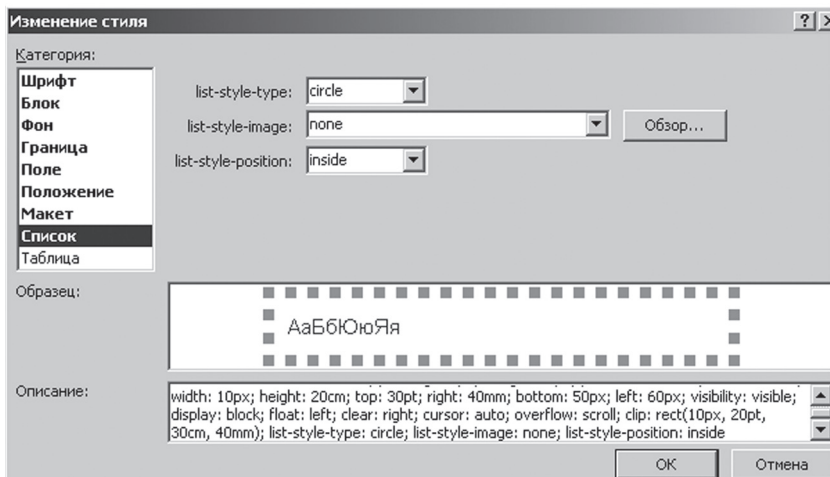 Изменение стиля
Категория:
Шрифт
Блок
Фон
Граница
Поле
Положение
Макет
Список
Таблица
list-style-type: circle
list-style-image: none Обзор...
list-style-position: inside
Образец:
АаБбЮюЯя
Описание:
width: 10px; height: 20cm; top: 30pt; right: 40mm; bottom: 50px; left: 60px; visibility: visible;
display: block; float: left; clear: right; cursor: auto; overflow: scroll; clip: rect(10px, 20pt,
30cm, 40mm); list-style-type: circle; list-style-image: none; list-style-position: inside
ОК Отмена